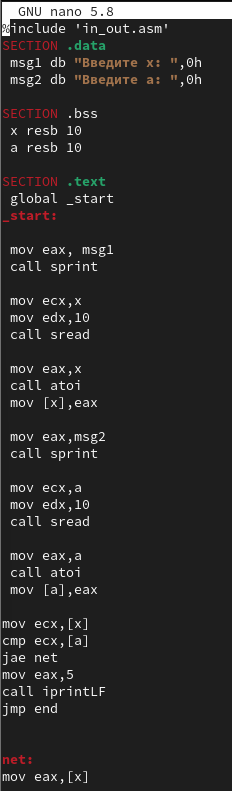 GNU nano 5.8
%include 'in_out.asm'
SECTION .data
msg1 db "Введите x: ",0h
msg2 db "Введите a: ",0h
SECTION .bss
x resb 10
a resb 10
SECTION .text
global _start
_start:
mov eax, msg1
call sprint
mov ecx,x
mov edx,10
call sread
mov eax,x
call atoi
mov [x],eax
mov eax,msg2
call sprint
mov ecx,a
mov edx,10
call sread
mov eax,a
call atoi
mov [a],eax
mov ecx,[x]
cmp ecx,[a]
jae net
mov eax,5
call iprintLF
jmp end
net:
mov eax,[x]